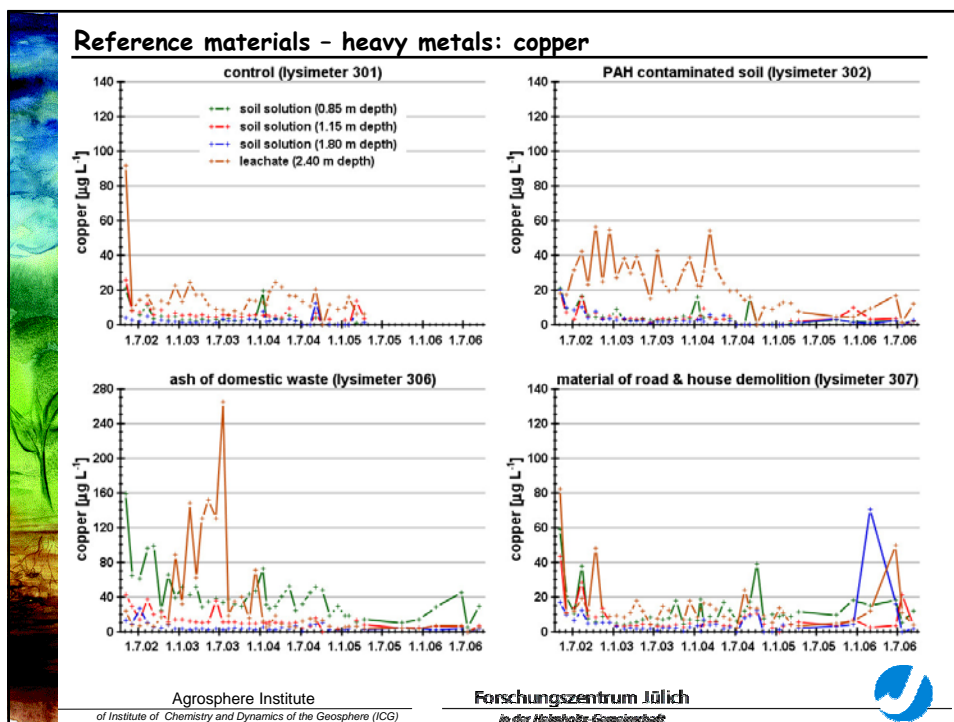 Reference materials – heavy metals: copper
control (lysimeter 301)
140
120
100
80
60
40
20
0
copper [µg L⁻¹]
soil solution (0.85 m depth)
soil solution (1.15 m depth)
soil solution (1.80 m depth)
leachate (2.40 m depth)
1.7.02 1.1.03 1.7.03 1.1.04 1.7.04 1.1.05 1.7.05 1.1.06 1.7.06
PAH contaminated soil (lysimeter 302)
140
120
100
80
60
40
20
0
copper [µg L⁻¹]
1.7.02 1.1.03 1.7.03 1.1.04 1.7.04 1.1.05 1.7.05 1.1.06 1.7.06
ash of domestic waste (lysimeter 306)
280
240
200
160
120
80
40
0
copper [µg L⁻¹]
1.7.02 1.1.03 1.7.03 1.1.04 1.7.04 1.1.05 1.7.05 1.1.06 1.7.06
material of road & house demolition (lysimeter 307)
140
120
100
80
60
40
20
0
copper [µg L⁻¹]
1.7.02 1.1.03 1.7.03 1.1.04 1.7.04 1.1.05 1.7.05 1.1.06 1.7.06
Agrosphere Institute
of Institute of Chemistry and Dynamics of the Geosphere (ICG)
Forschungszentrum Jülich
in der Helmholtz-Gemeinschaft